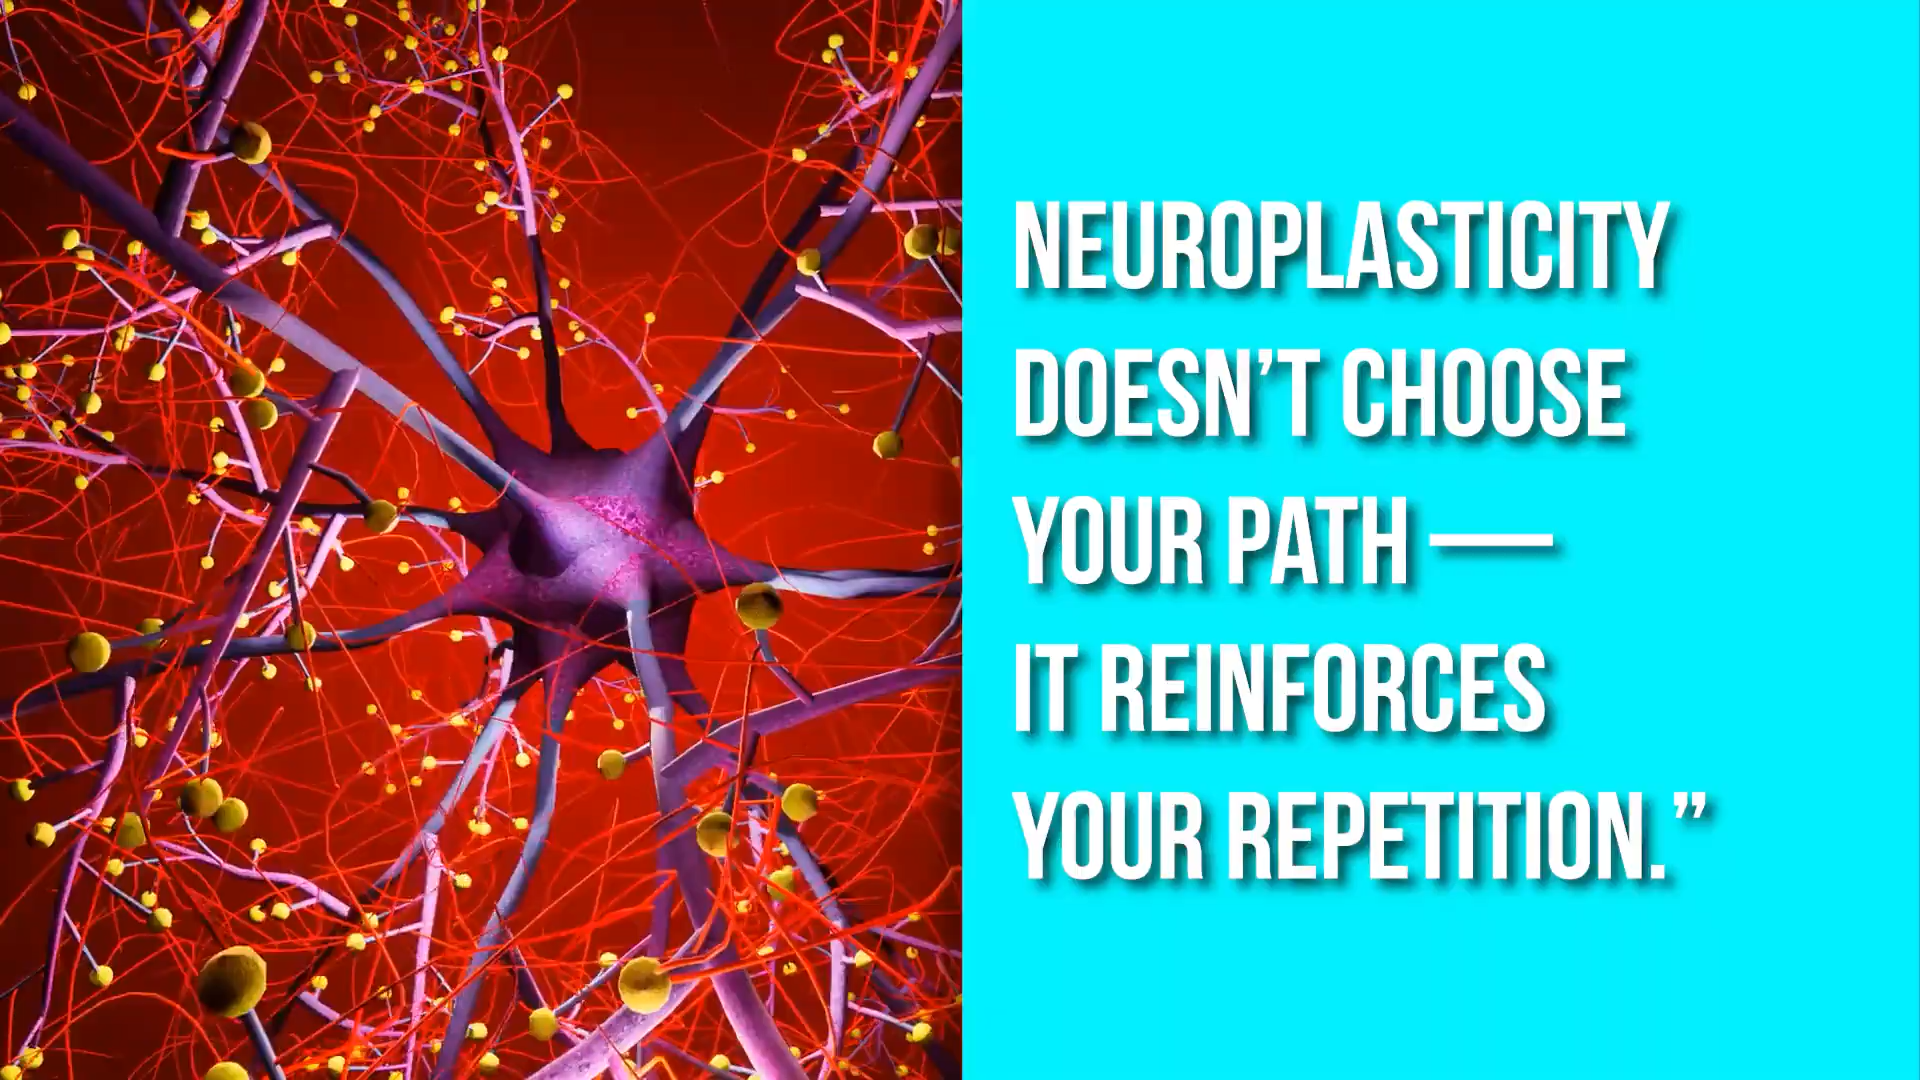 NEUROPLASTICITY
DOESN’T CHOOSE
YOUR PATH —
IT REINFORCES
YOUR REPETITION.”